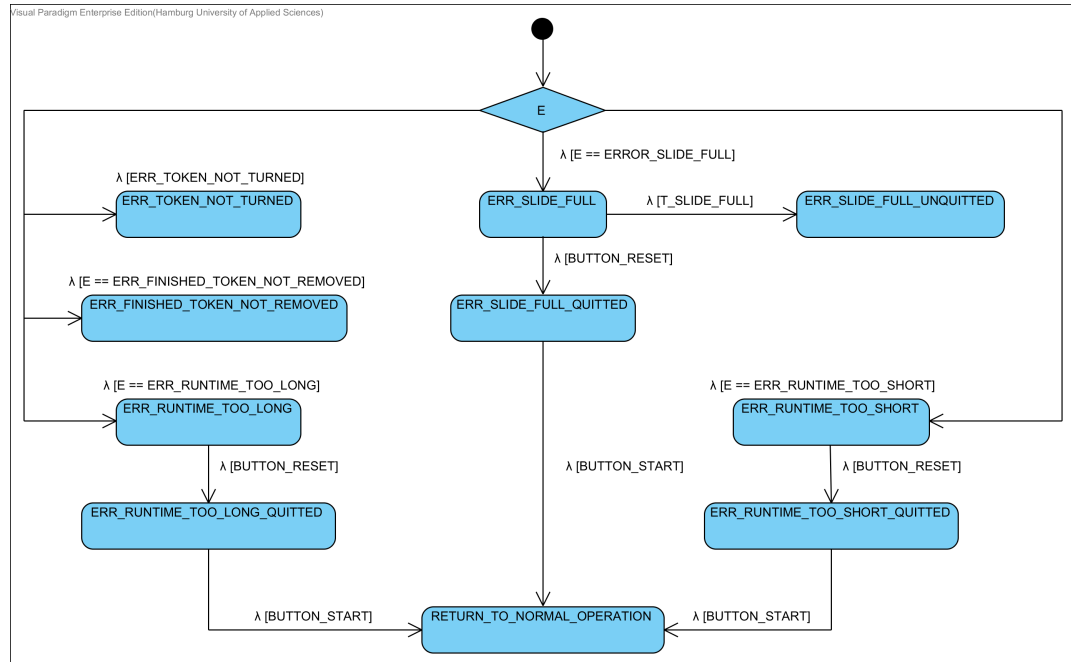 Visual Paradigm Enterprise Edition(Hamburg University of Applied Sciences)
E
λ [E == ERROR_SLIDE_FULL]
λ [ERR_TOKEN_NOT_TURNED]
ERR_TOKEN_NOT_TURNED
ERR_SLIDE_FULL
λ [T_SLIDE_FULL]
ERR_SLIDE_FULL_UNQUITTED
λ [BUTTON_RESET]
λ [E == ERR_FINISHED_TOKEN_NOT_REMOVED]
ERR_FINISHED_TOKEN_NOT_REMOVED
ERR_SLIDE_FULL_QUITTED
λ [E == ERR_RUNTIME_TOO_LONG]
λ [E == ERR_RUNTIME_TOO_SHORT]
ERR_RUNTIME_TOO_LONG
ERR_RUNTIME_TOO_SHORT
λ [BUTTON_RESET]
λ [BUTTON_START]
λ [BUTTON_RESET]
ERR_RUNTIME_TOO_LONG_QUITTED
ERR_RUNTIME_TOO_SHORT_QUITTED
λ [BUTTON_START]
RETURN_TO_NORMAL_OPERATION
λ [BUTTON_START]